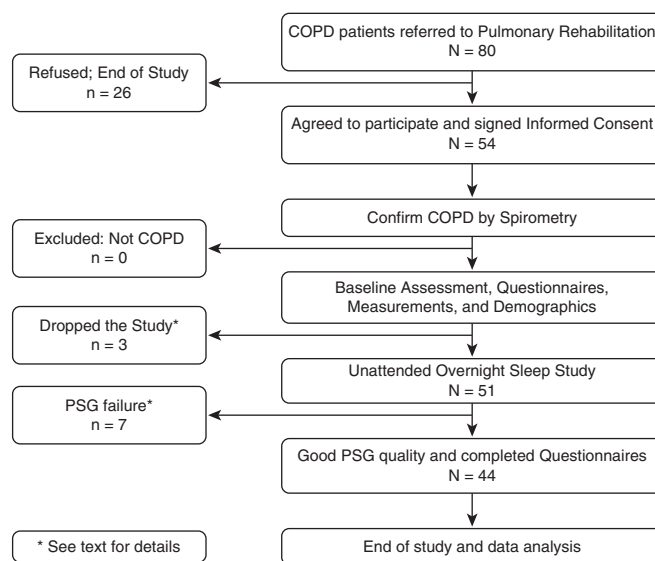 COPD patients referred to Pulmonary Rehabilitation
N = 80
Refused; End of Study
n = 26
Agreed to participate and signed Informed Consent
N = 54
Confirm COPD by Spirometry
Excluded: Not COPD
n = 0
Baseline Assessment, Questionnaires,
Measurements, and Demographics
Dropped the Study*
n = 3
Unattended Overnight Sleep Study
N = 51
PSG failure*
n = 7
Good PSG quality and completed Questionnaires
N = 44
* See text for details
End of study and data analysis